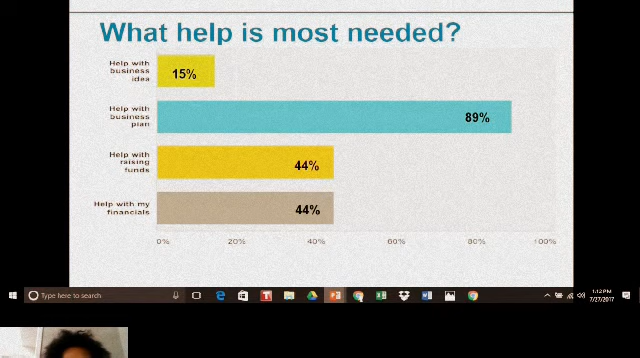 What help is most needed?
Help with
business
idea
15%
Help with
business
plan
89%
Help with
raising
funds
44%
Help with my
financials
44%
0% 20% 40% 60% 80% 100%
Type here to search
1:12 PM
7/27/2017